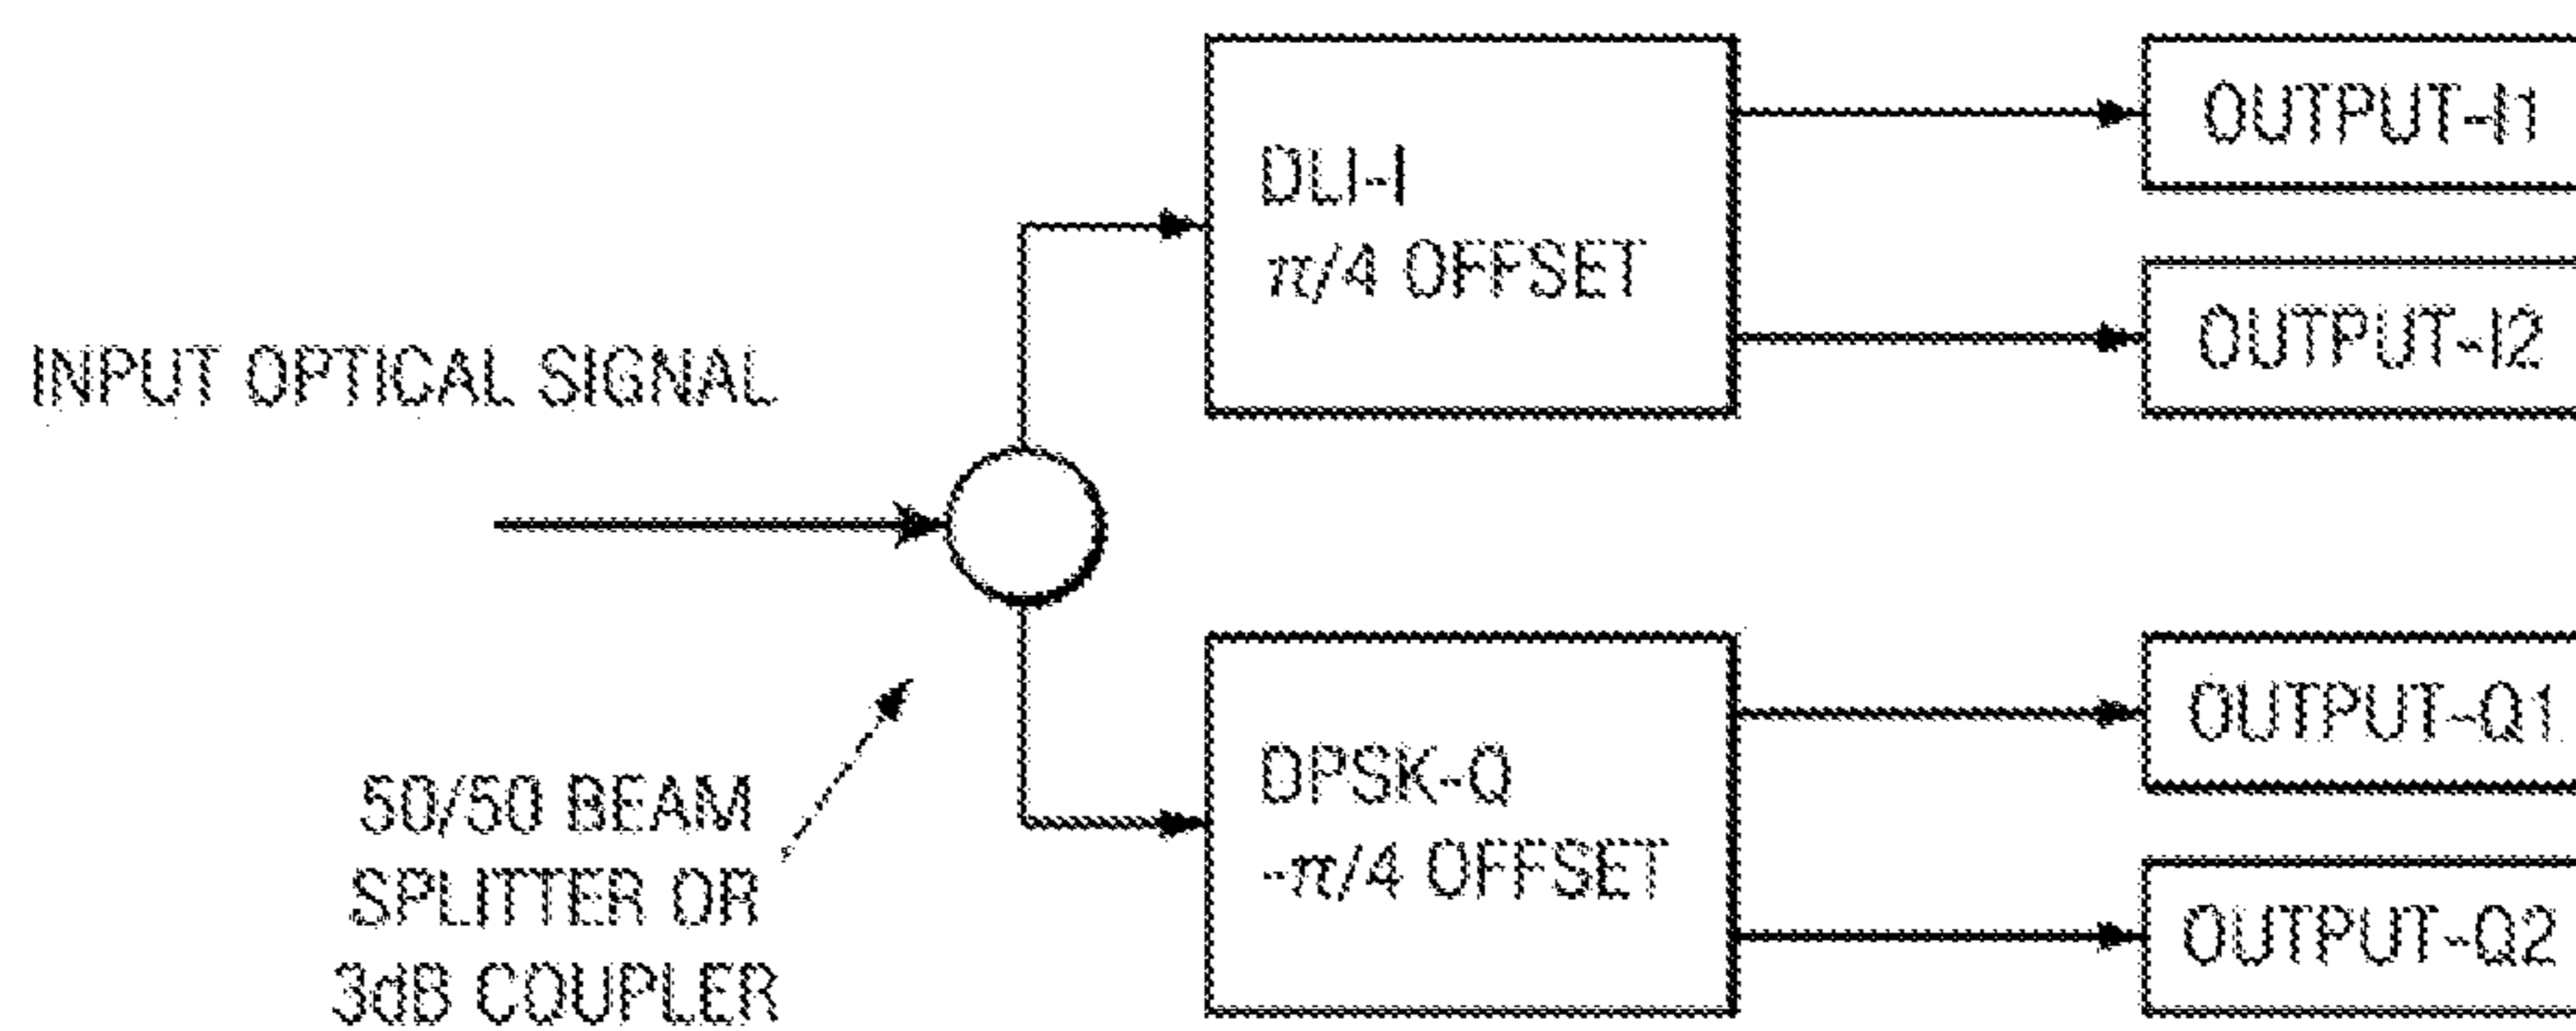 INPUT OPTICAL SIGNAL
50/50 BEAM
SPLITTER OR
3dB COUPLER
DLI-I
π/4 OFFSET
DPSK-Q
-π/4 OFFSET
OUTPUT-I1
OUTPUT-I2
OUTPUT-Q1
OUTPUT-Q2